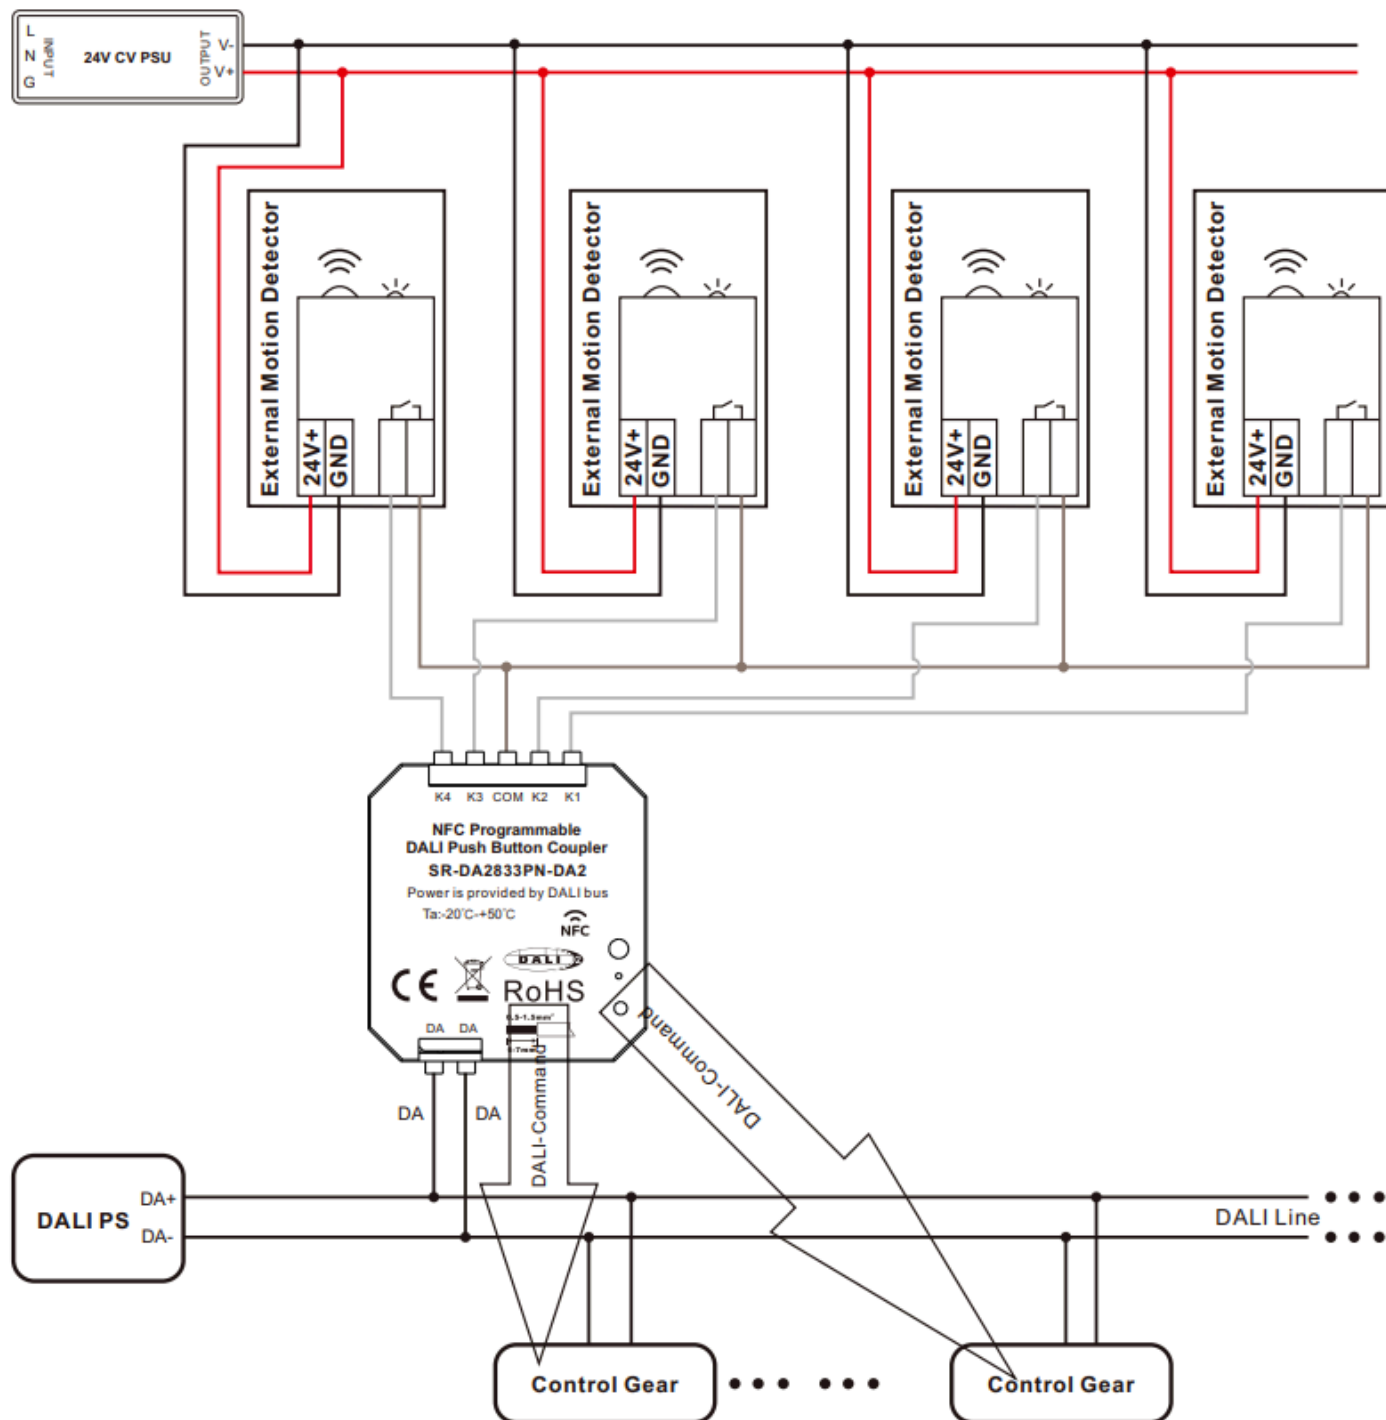 L
N
G
INPUT
24V CV PSU
OUTPUT
V-
V+
External Motion Detector
24V+
GND
External Motion Detector
24V+
GND
External Motion Detector
24V+
GND
External Motion Detector
24V+
GND
K4 K3 COM K2 K1
NFC Programmable
DALI Push Button Coupler
SR-DA2833PN-DA2
Power is provided by DALI bus
Ta:-20℃-+50℃
NFC
DALI
CE
RoHS
DA DA
DALI-Command
DALI-Command
DA
DA
DALI PS
DA+
DA-
DALI Line
Control Gear
Control Gear